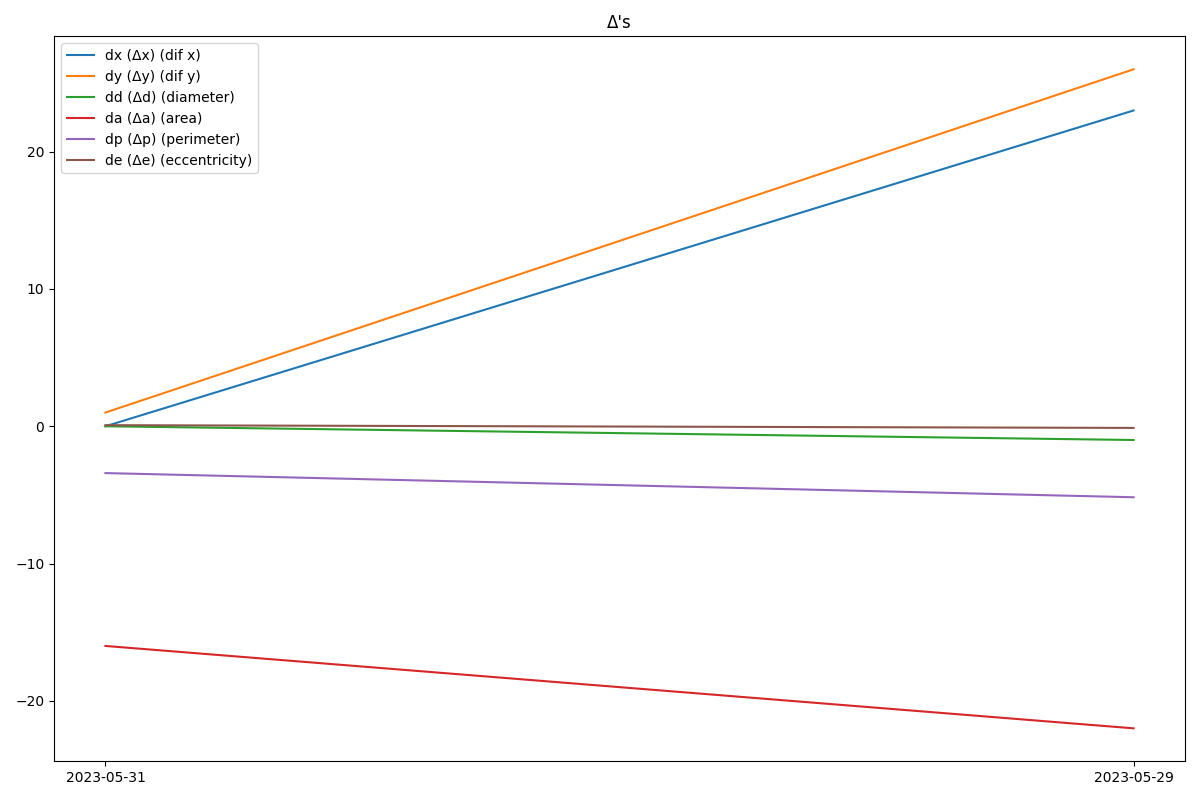 Δ's
dx (Δx) (dif x)
dy (Δy) (dif y)
dd (Δd) (diameter)
da (Δa) (area)
dp (Δp) (perimeter)
de (Δe) (eccentricity)
20
10
0
−10
−20
2023-05-31 2023-05-29